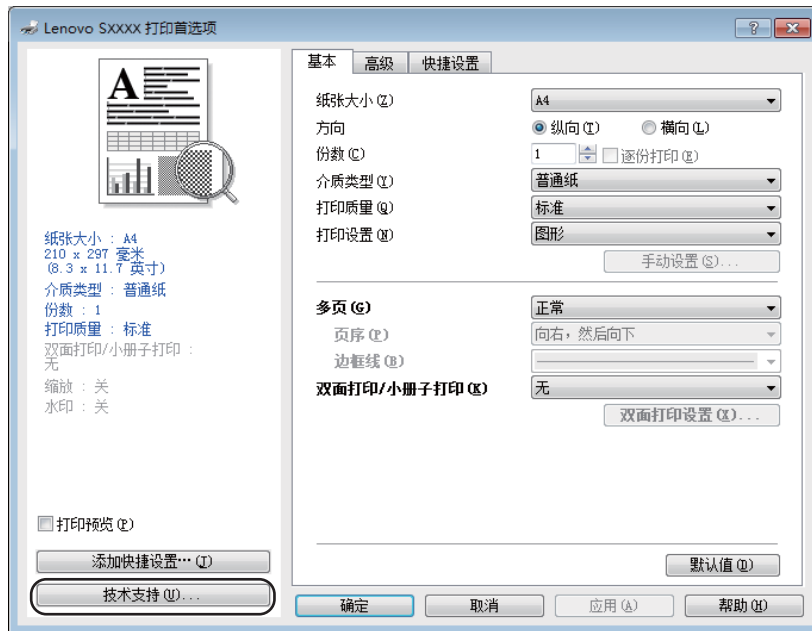 Lenovo SXXXX 打印首选项
A
纸张大小 : A4
210 x 297 毫米
(8.3 x 11.7 英寸)
介质类型 : 普通纸
份数 : 1
打印质量 : 标准
双面打印/小册子打印 :
无
缩放 : 关
水印 : 关
打印预览(P)
添加快捷设置…(J)
技术支持(U)...
基本 高级 快捷设置
纸张大小(Z) A4
方向 纵向(T) 横向(L)
份数(C) 1 逐份打印(E)
介质类型(Y) 普通纸
打印质量(Q) 标准
打印设置(N) 图形
手动设置(S)...
多页(G) 正常
页序(P) 向右，然后向下
边框线(B)
双面打印/小册子打印(K) 无
双面打印设置(X)...
默认值(D)
确定 取消 应用(A) 帮助(H)